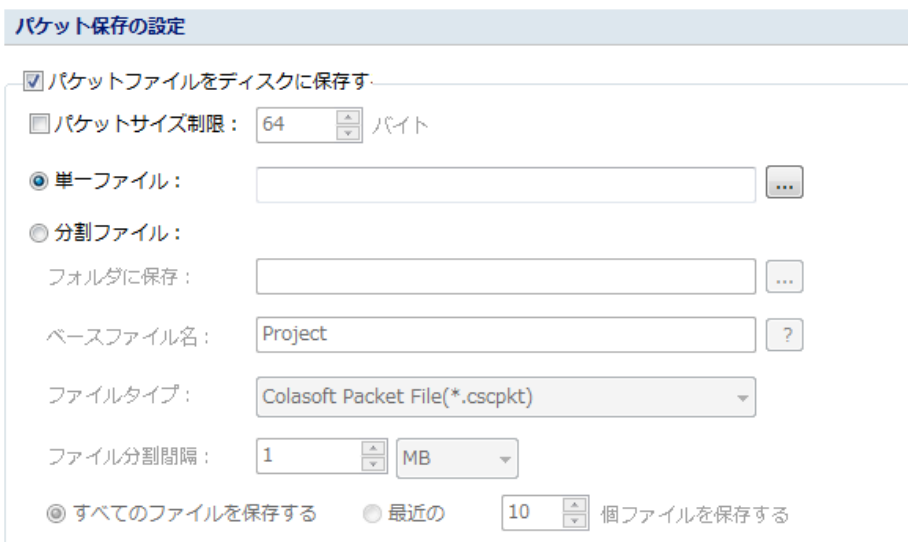 パケット保存の設定
パケットファイルをディスクに保存す
パケットサイズ制限： 64 バイト
単一ファイル： ...
分割ファイル：
フォルダに保存： ...
ベースファイル名： Project ?
ファイルタイプ： Colasoft Packet File(*.cscpkt)
ファイル分割間隔： 1 MB
すべてのファイルを保存する 最近の 10 個ファイルを保存する